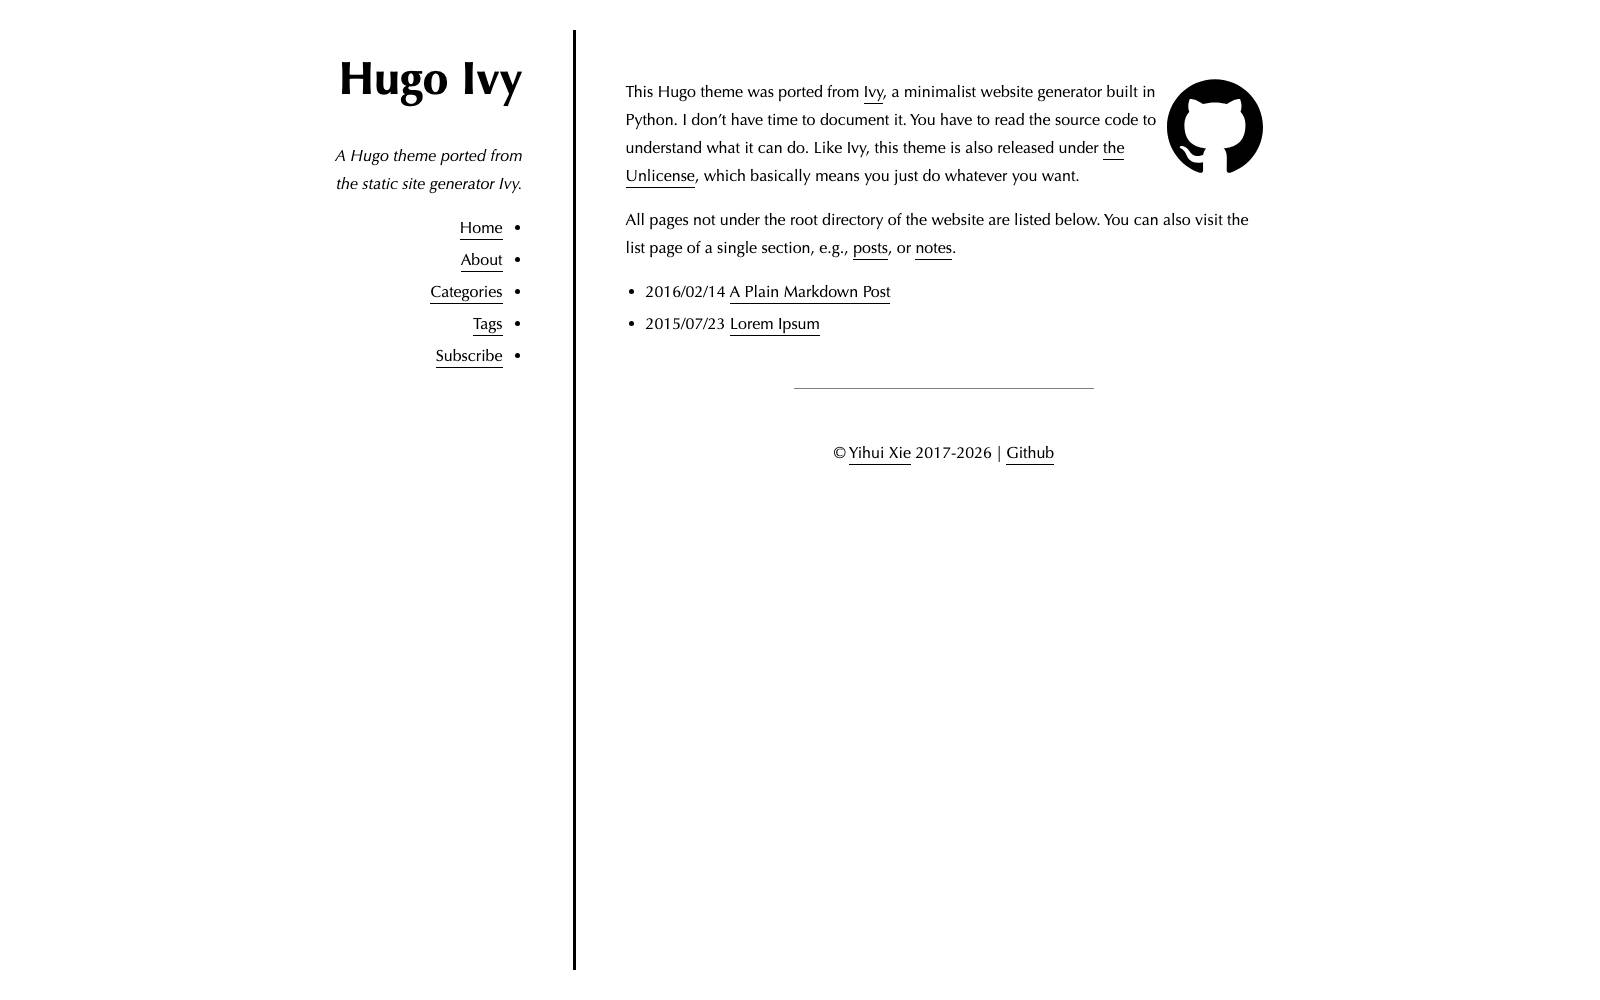 Hugo Ivy
A Hugo theme ported from
the static site generator Ivy.
Home •
About •
Categories •
Tags •
Subscribe •
This Hugo theme was ported from Ivy, a minimalist website generator built in
Python. I don’t have time to document it. You have to read the source code to
understand what it can do. Like Ivy, this theme is also released under the
Unlicense, which basically means you just do whatever you want.
All pages not under the root directory of the website are listed below. You can also visit the
list page of a single section, e.g., posts, or notes.
• 2016/02/14 A Plain Markdown Post
• 2015/07/23 Lorem Ipsum
© Yihui Xie 2017-2026 | Github